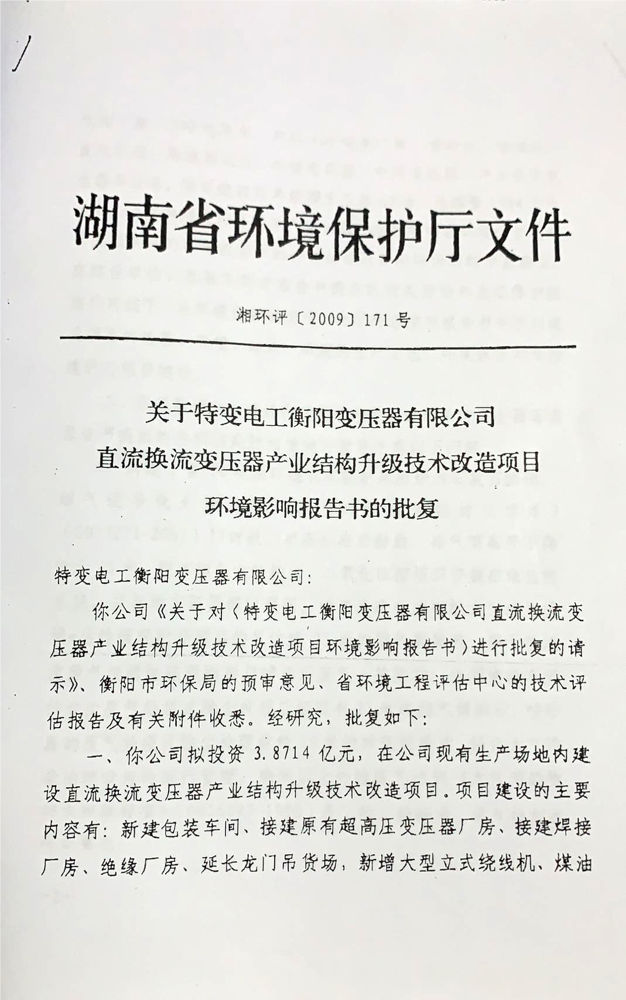 湖南省环境保护厅文件
湘环评〔2009〕171号
关于特变电工衡阳变压器有限公司
直流换流变压器产业结构升级技术改造项目
环境影响报告书的批复
特变电工衡阳变压器有限公司：
你公司《关于对〈特变电工衡阳变压器有限公司直流换流变
压器产业结构升级技术改造项目环境影响报告书〉进行批复的请
示》、衡阳市环保局的预审意见、省环境工程评估中心的技术评
估报告及有关附件收悉。经研究，批复如下：
一、你公司拟投资 3.8714 亿元，在公司现有生产场地内建
设直流换流变压器产业结构升级技术改造项目。项目建设的主要
内容有：新建包装车间、接建原有超高压变压器厂房、接建焊接
厂房、绝缘厂房、延长龙门吊货场，新增大型立式绕线机、煤油